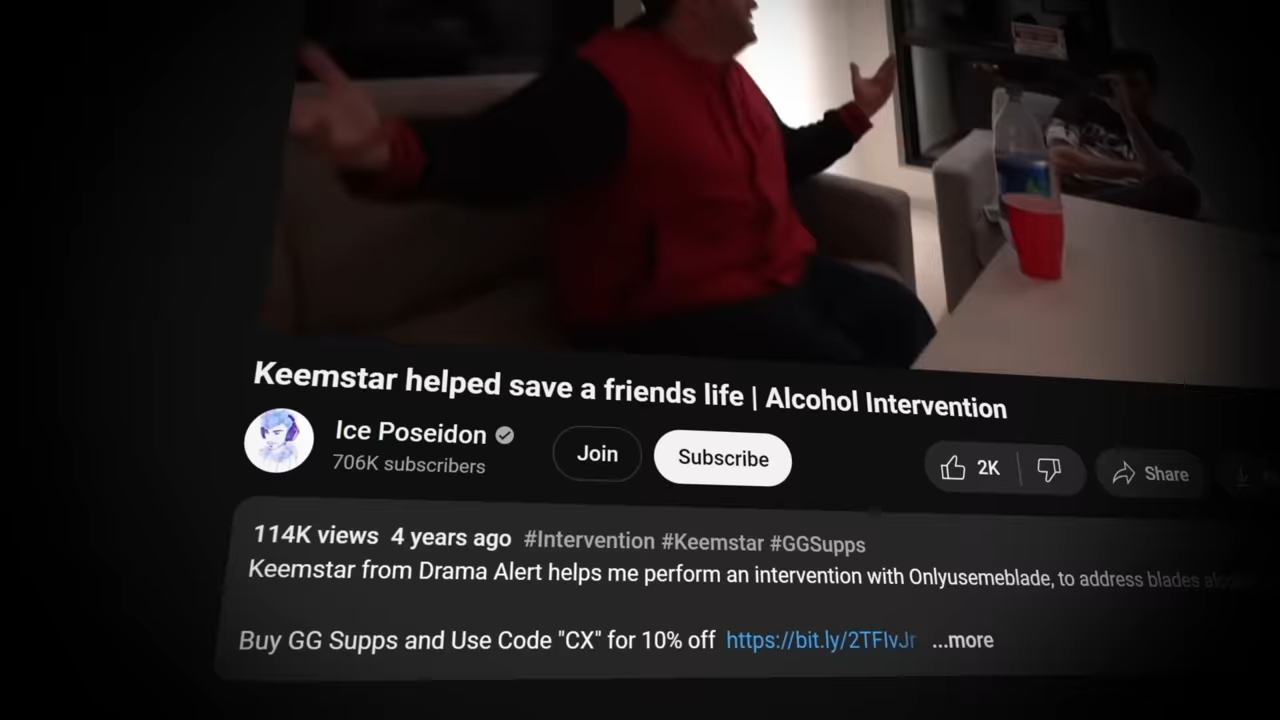 Keemstar helped save a friends life | Alcohol Intervention
Ice Poseidon
706K subscribers
Join
Subscribe
2K
Share
114K views 4 years ago #Intervention #Keemstar #GGSupps
Keemstar from Drama Alert helps me perform an intervention with Onlyusemeblade, to address blades
Buy GG Supps and Use Code "CX" for 10% off https://bit.ly/2TFlvJr ...more